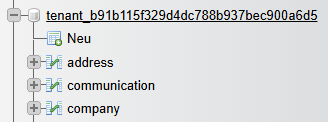 tenant_b91b115f329d4dc788b937bec900a6d5
Neu
address
communication
company